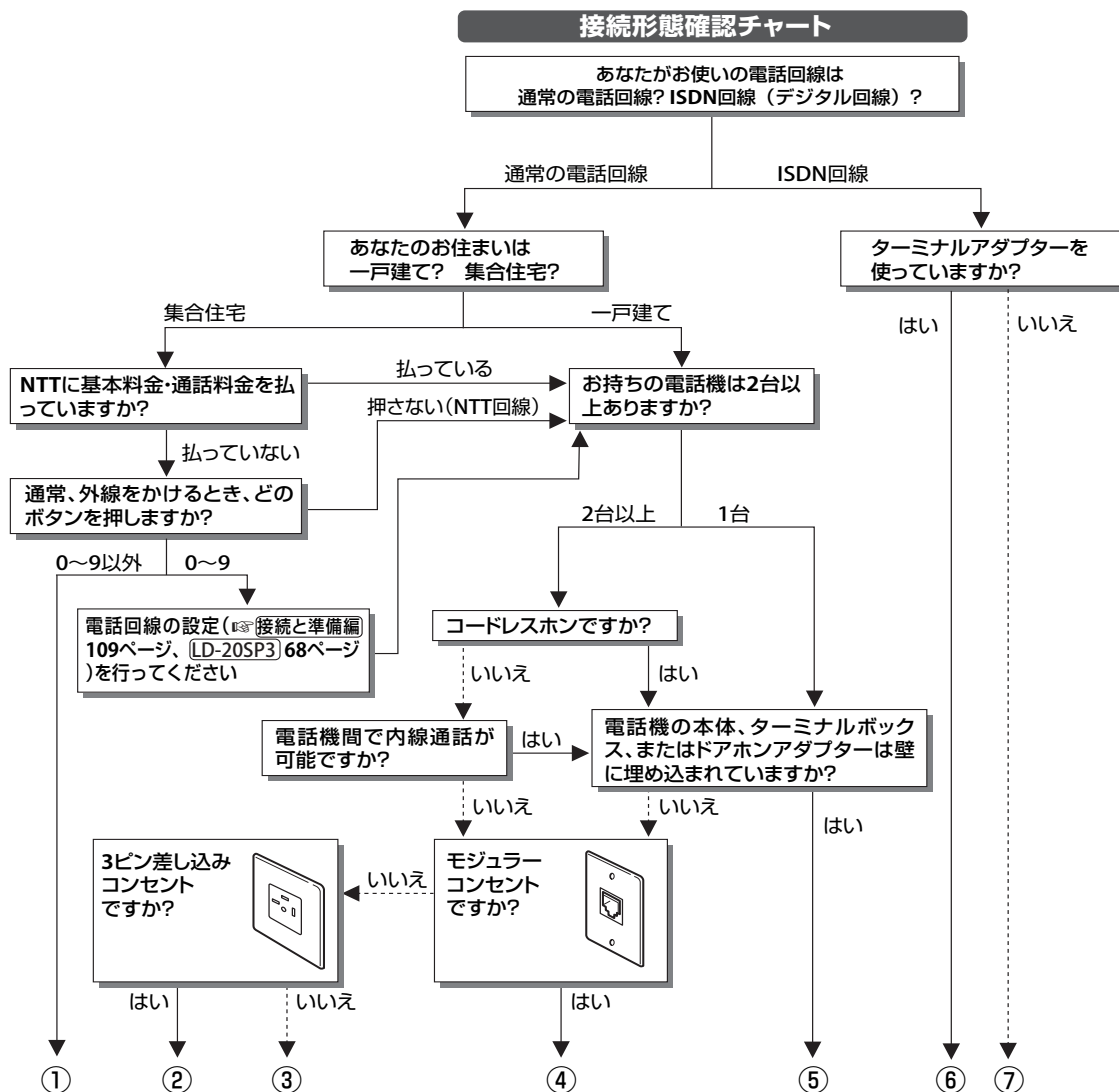 接続形態確認チャート
あなたがお使いの電話回線は
通常の電話回線? ISDN回線（デジタル回線）?
通常の電話回線
ISDN回線
あなたのお住まいは
一戸建て?　集合住宅?
ターミナルアダプターを
使っていますか?
集合住宅
一戸建て
はい
いいえ
NTTに基本料金・通話料金を払
っていますか?
払っている
お持ちの電話機は2台以
上ありますか?
押さない（NTT回線）
払っていない
通常、外線をかけるとき、どの
ボタンを押しますか?
2台以上
1台
0〜9以外
0〜9
電話回線の設定（☞接続と準備編
109ページ、LD-20SP3 68ページ
）を行ってください
コードレスホンですか?
いいえ
はい
電話機間で内線通話が
可能ですか?
はい
電話機の本体、ターミナルボック
ス、またはドアホンアダプターは壁
に埋め込まれていますか?
いいえ
いいえ
はい
3ピン差し込み
コンセント
ですか?
いいえ
モジュラー
コンセント
ですか?
はい
いいえ
はい
① ② ③ ④ ⑤ ⑥ ⑦